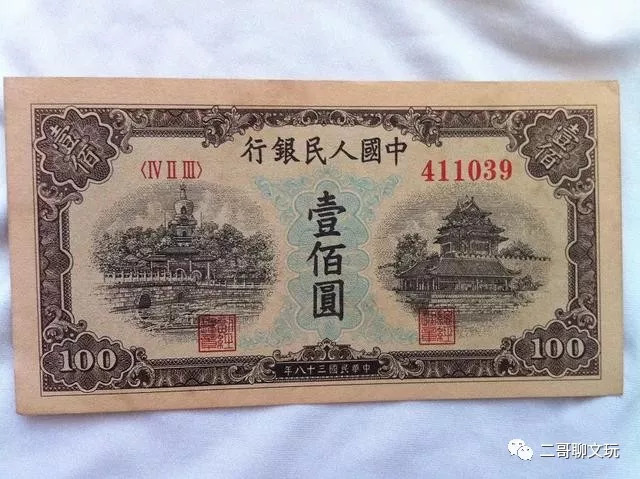 壹佰
壹佰
中國人民銀行
〈IV II III〉
411039
壹佰圓
100
100
中華民國三十八年
二哥聊文玩